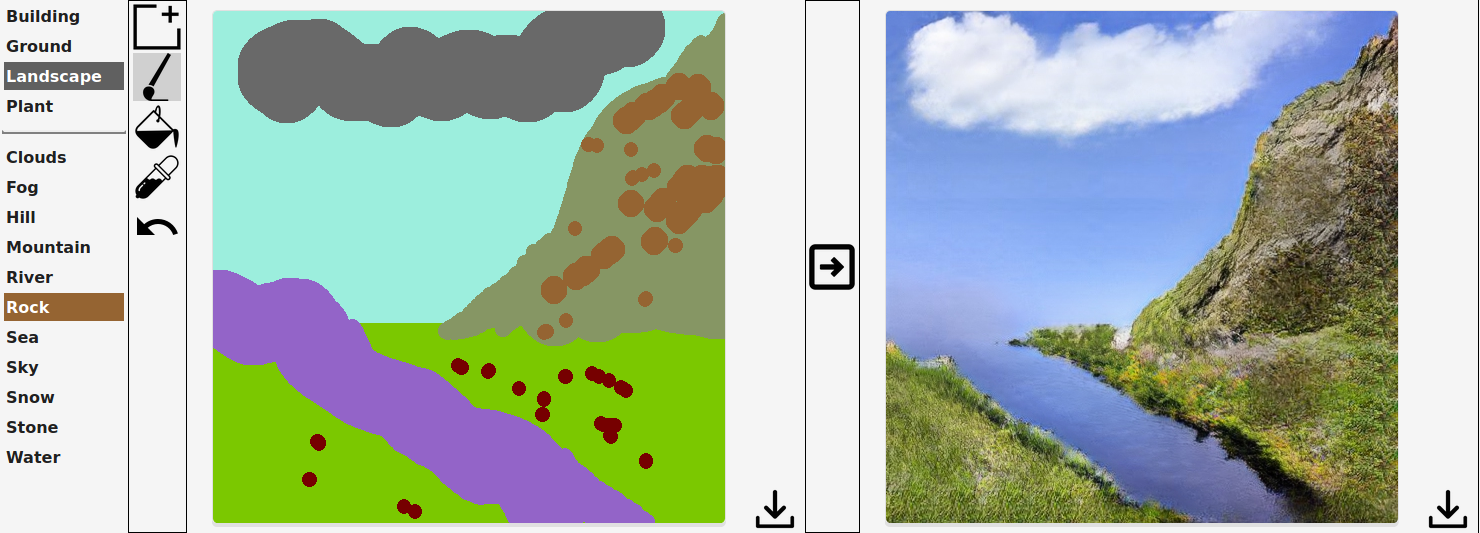 Building
Ground
Landscape
Plant
Clouds
Fog
Hill
Mountain
River
Rock
Sea
Sky
Snow
Stone
Water